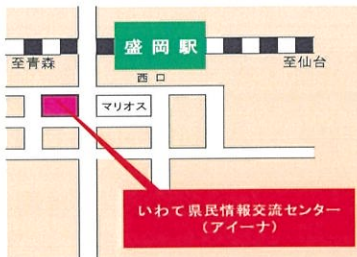 盛岡駅
至青森
至仙台
西口
マリオス
いわて県民情報交流センター
（アイーナ）